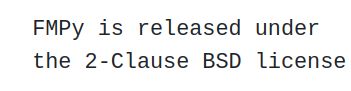 FMPy is released under
the 2-Clause BSD license